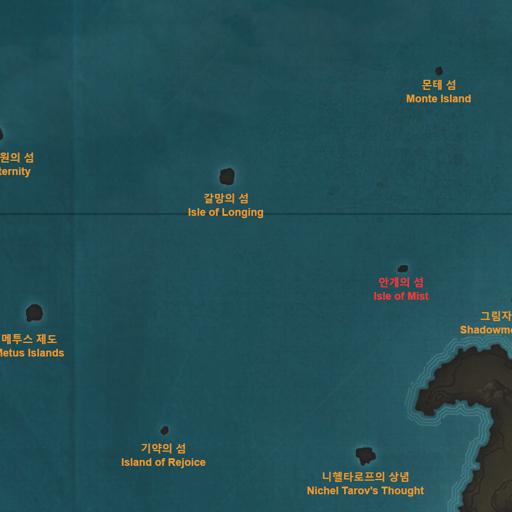 몬테 섬
Monte Island
원의 섬
ternity
갈망의 섬
Isle of Longing
안개의 섬
Isle of Mist
그림자
Shadowm
메투스 제도
Metus Islands
기약의 섬
Island of Rejoice
니헬타로프의 상념
Nichel Tarov's Thought